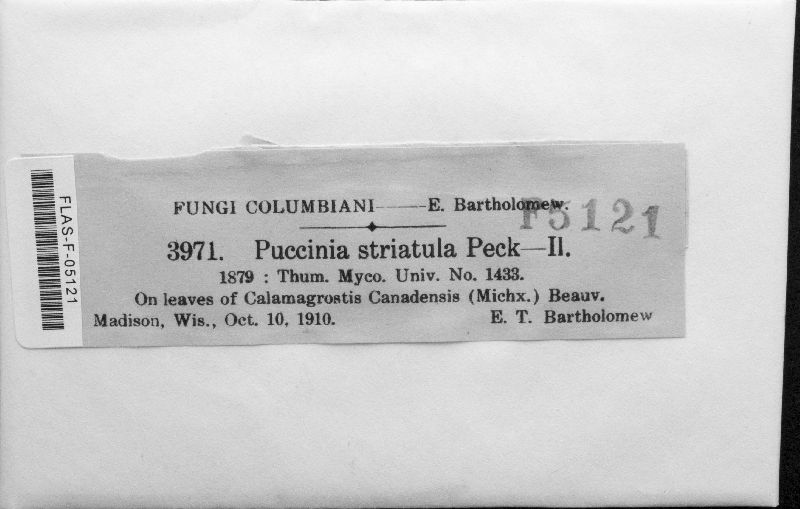 FUNGI COLUMBIANI——E. Bartholomew.
F5121
3971. Puccinia striatula Peck—II.
1879 : Thum. Myco. Univ. No. 1433.
On leaves of Calamagrostis Canadensis (Michx.) Beauv.
Madison, Wis., Oct. 10, 1910. E. T. Bartholomew
FLAS-F-05121